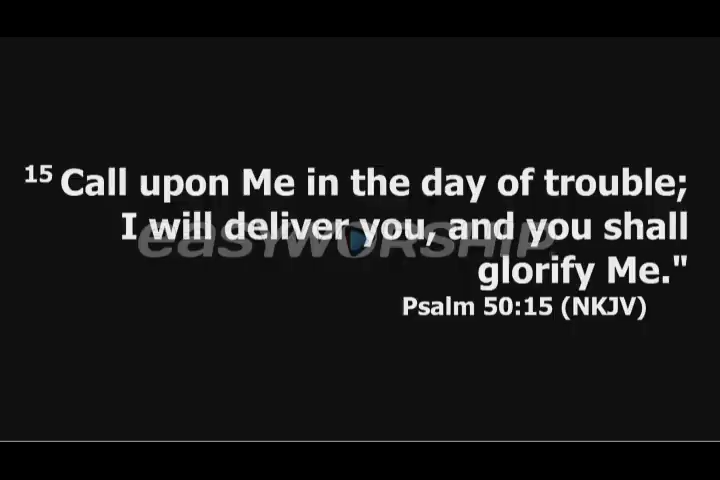 15 Call upon Me in the day of trouble;
I will deliver you, and you shall
easyworship
glorify Me."
Psalm 50:15 (NKJV)